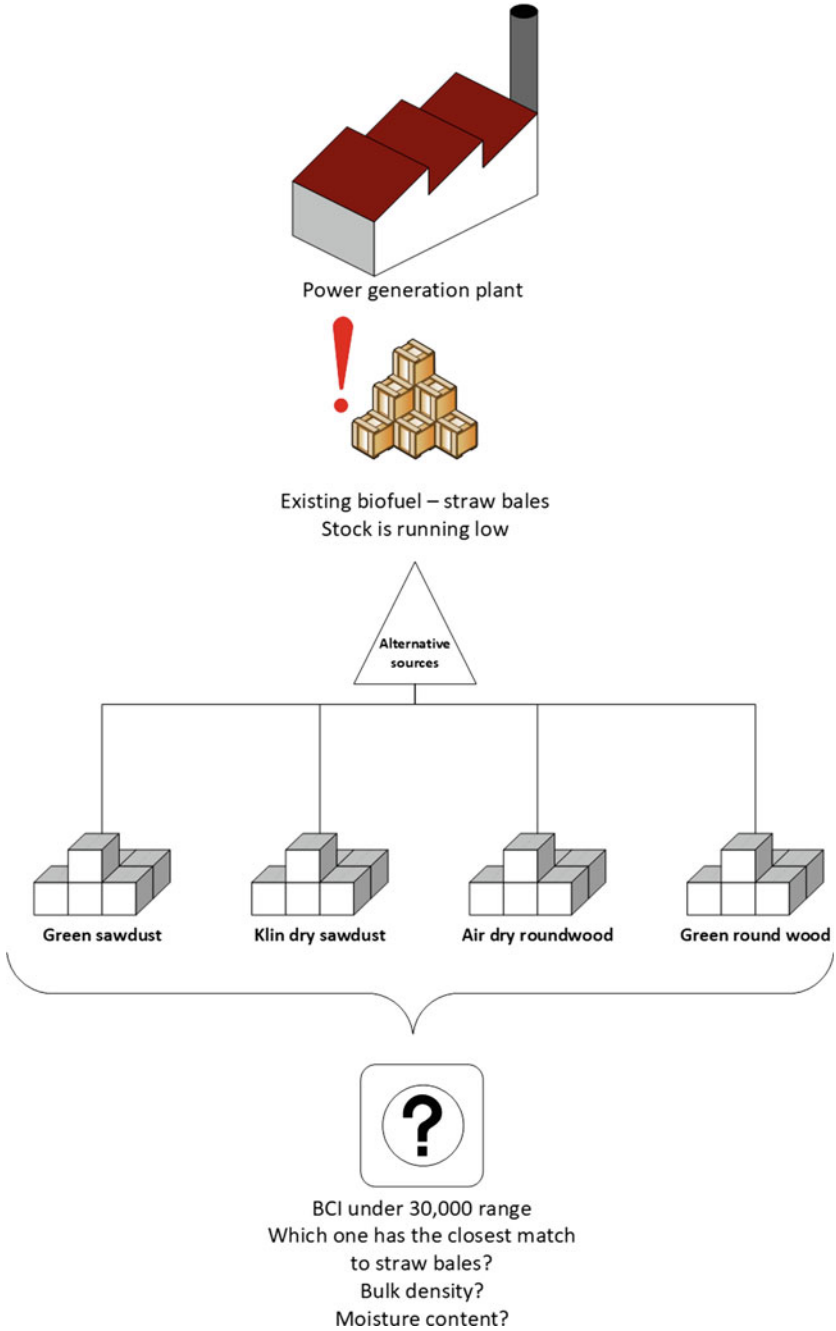 Power generation plant
Existing biofuel – straw bales
Stock is running low
Alternative
sources
Green sawdust
Klin dry sawdust
Air dry roundwood
Green round wood
?
BCI under 30,000 range
Which one has the closest match
to straw bales?
Bulk density?
Moisture content?